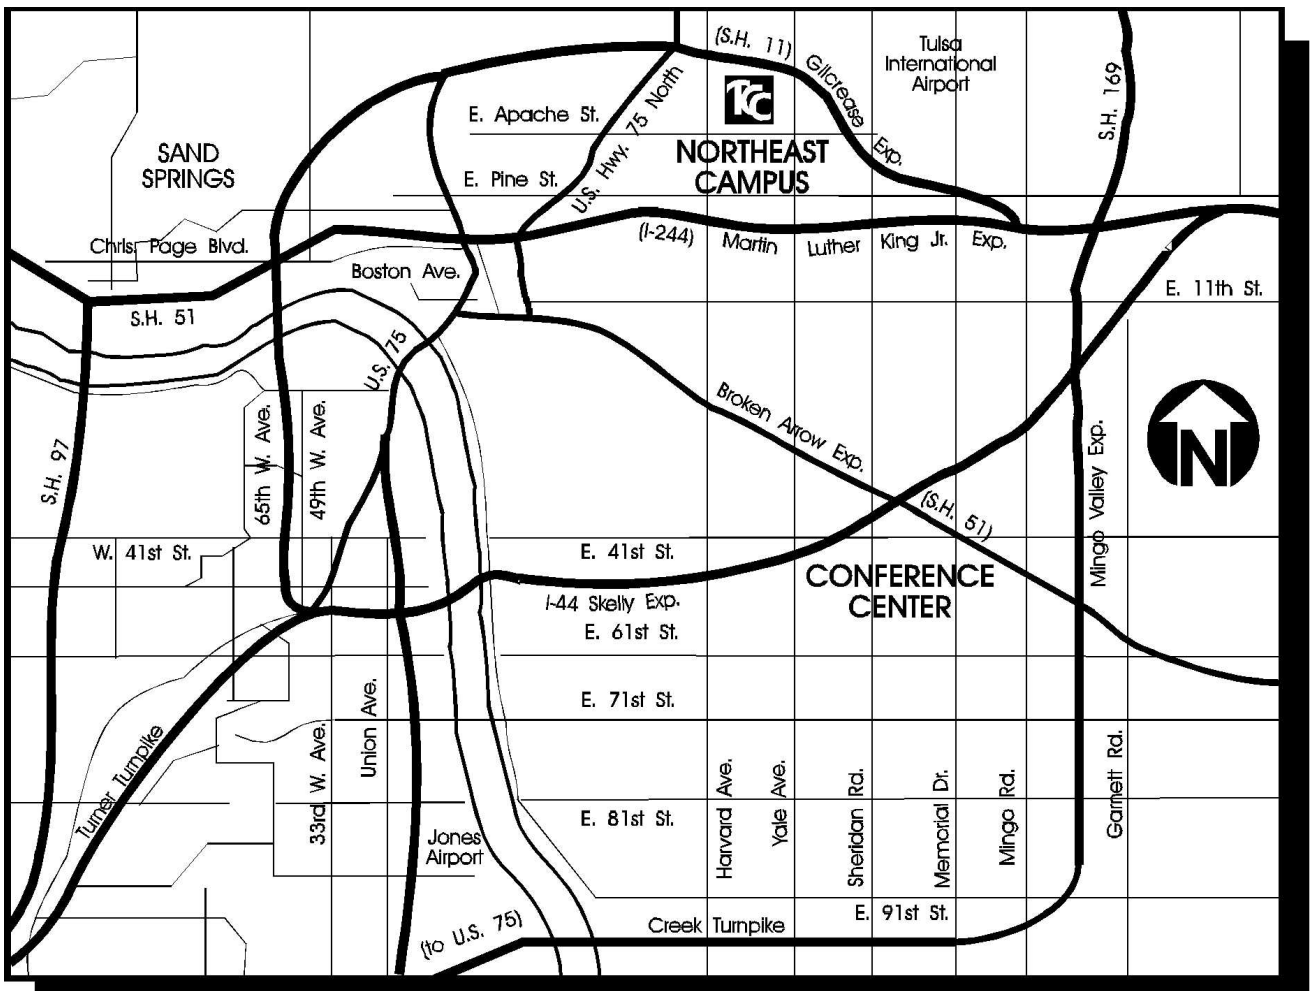 (S.H. 11)
Gilcrease Exp.
Tulsa
International
Airport
S.H. 169
TCC
NORTHEAST
CAMPUS
E. Apache St.
U.S. Hwy. 75 North
E. Pine St.
SAND
SPRINGS
Chris. Page Blvd.
(I-244) Martin Luther King Jr. Exp.
Boston Ave.
S.H. 51
U.S. 75
E. 11th St.
Broken Arrow Exp.
(S.H. 51)
N
S.H. 97
65th W. Ave.
49th W. Ave.
Mingo Valley Exp.
W. 41st St.
E. 41st St.
CONFERENCE
CENTER
I-44 Skelly Exp.
E. 61st St.
E. 71st St.
Turner Turnpike
33rd W. Ave.
Union Ave.
E. 81st St.
Harvard Ave.
Yale Ave.
Sheridan Rd.
Memorial Dr.
Mingo Rd.
Garnett Rd.
Jones
Airport
(to U.S. 75)
Creek Turnpike
E. 91st St.